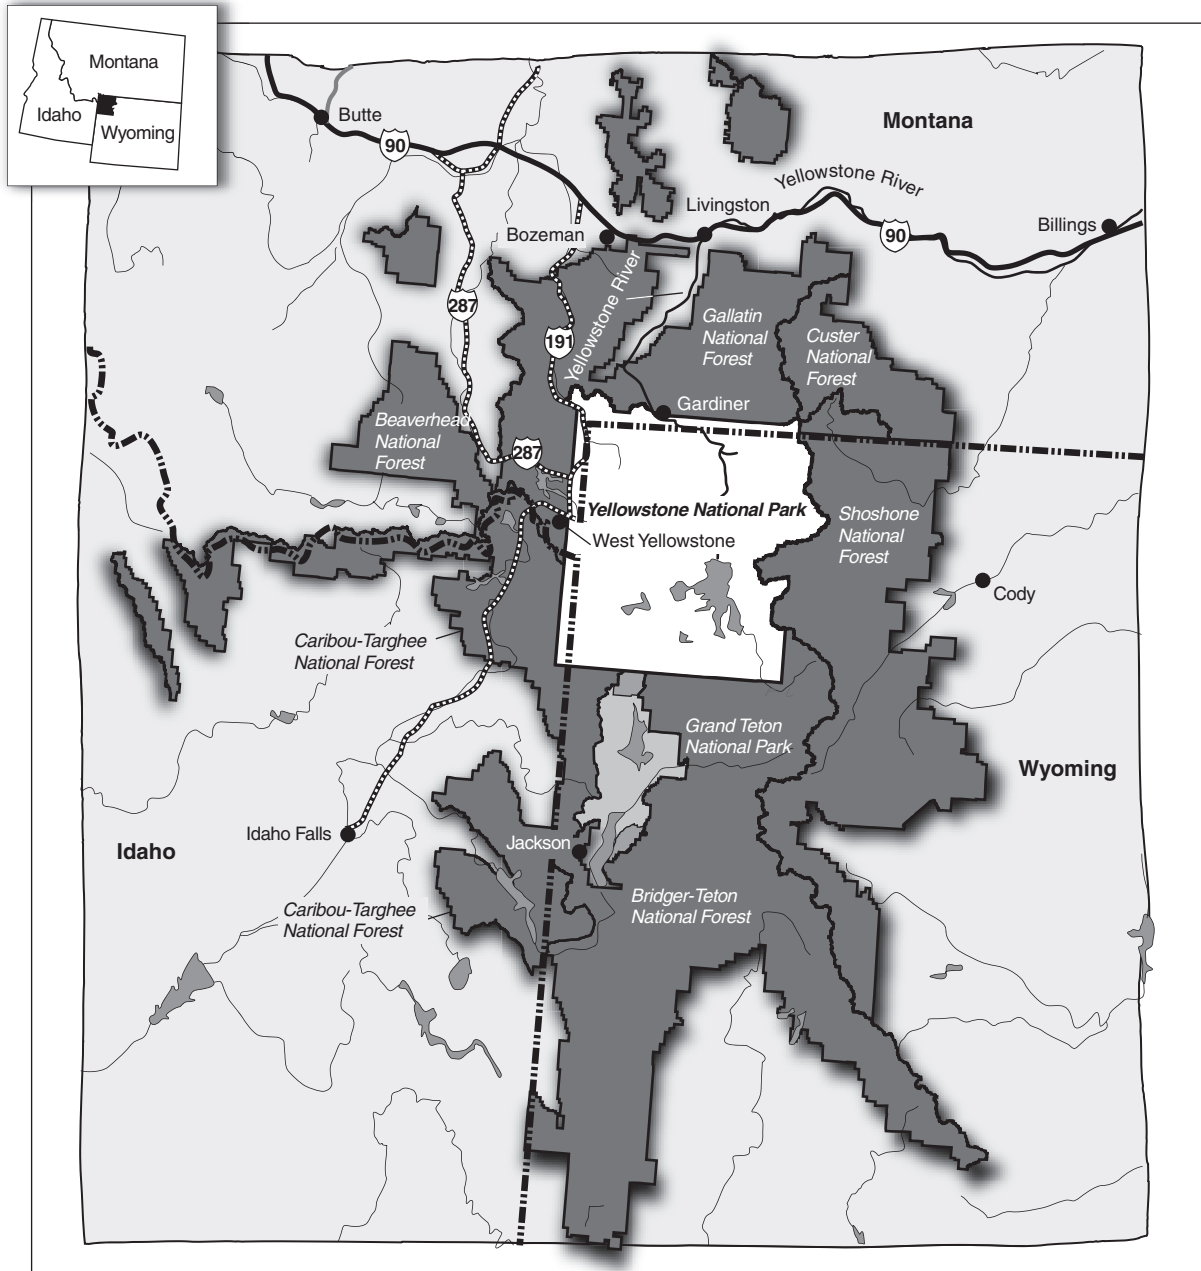 Montana
Idaho
Wyoming
Butte
90
Montana
Yellowstone River
Livingston
Billings
90
Bozeman
Yellowstone River
287
191
Gallatin
National
Forest
Custer
National
Forest
Gardiner
Beaverhead
National
Forest
287
Yellowstone National Park
West Yellowstone
Shoshone
National
Forest
Cody
Caribou-Targhee
National Forest
Grand Teton
National Park
Wyoming
Idaho Falls
Idaho
Jackson
Caribou-Targhee
National Forest
Bridger-Teton
National Forest